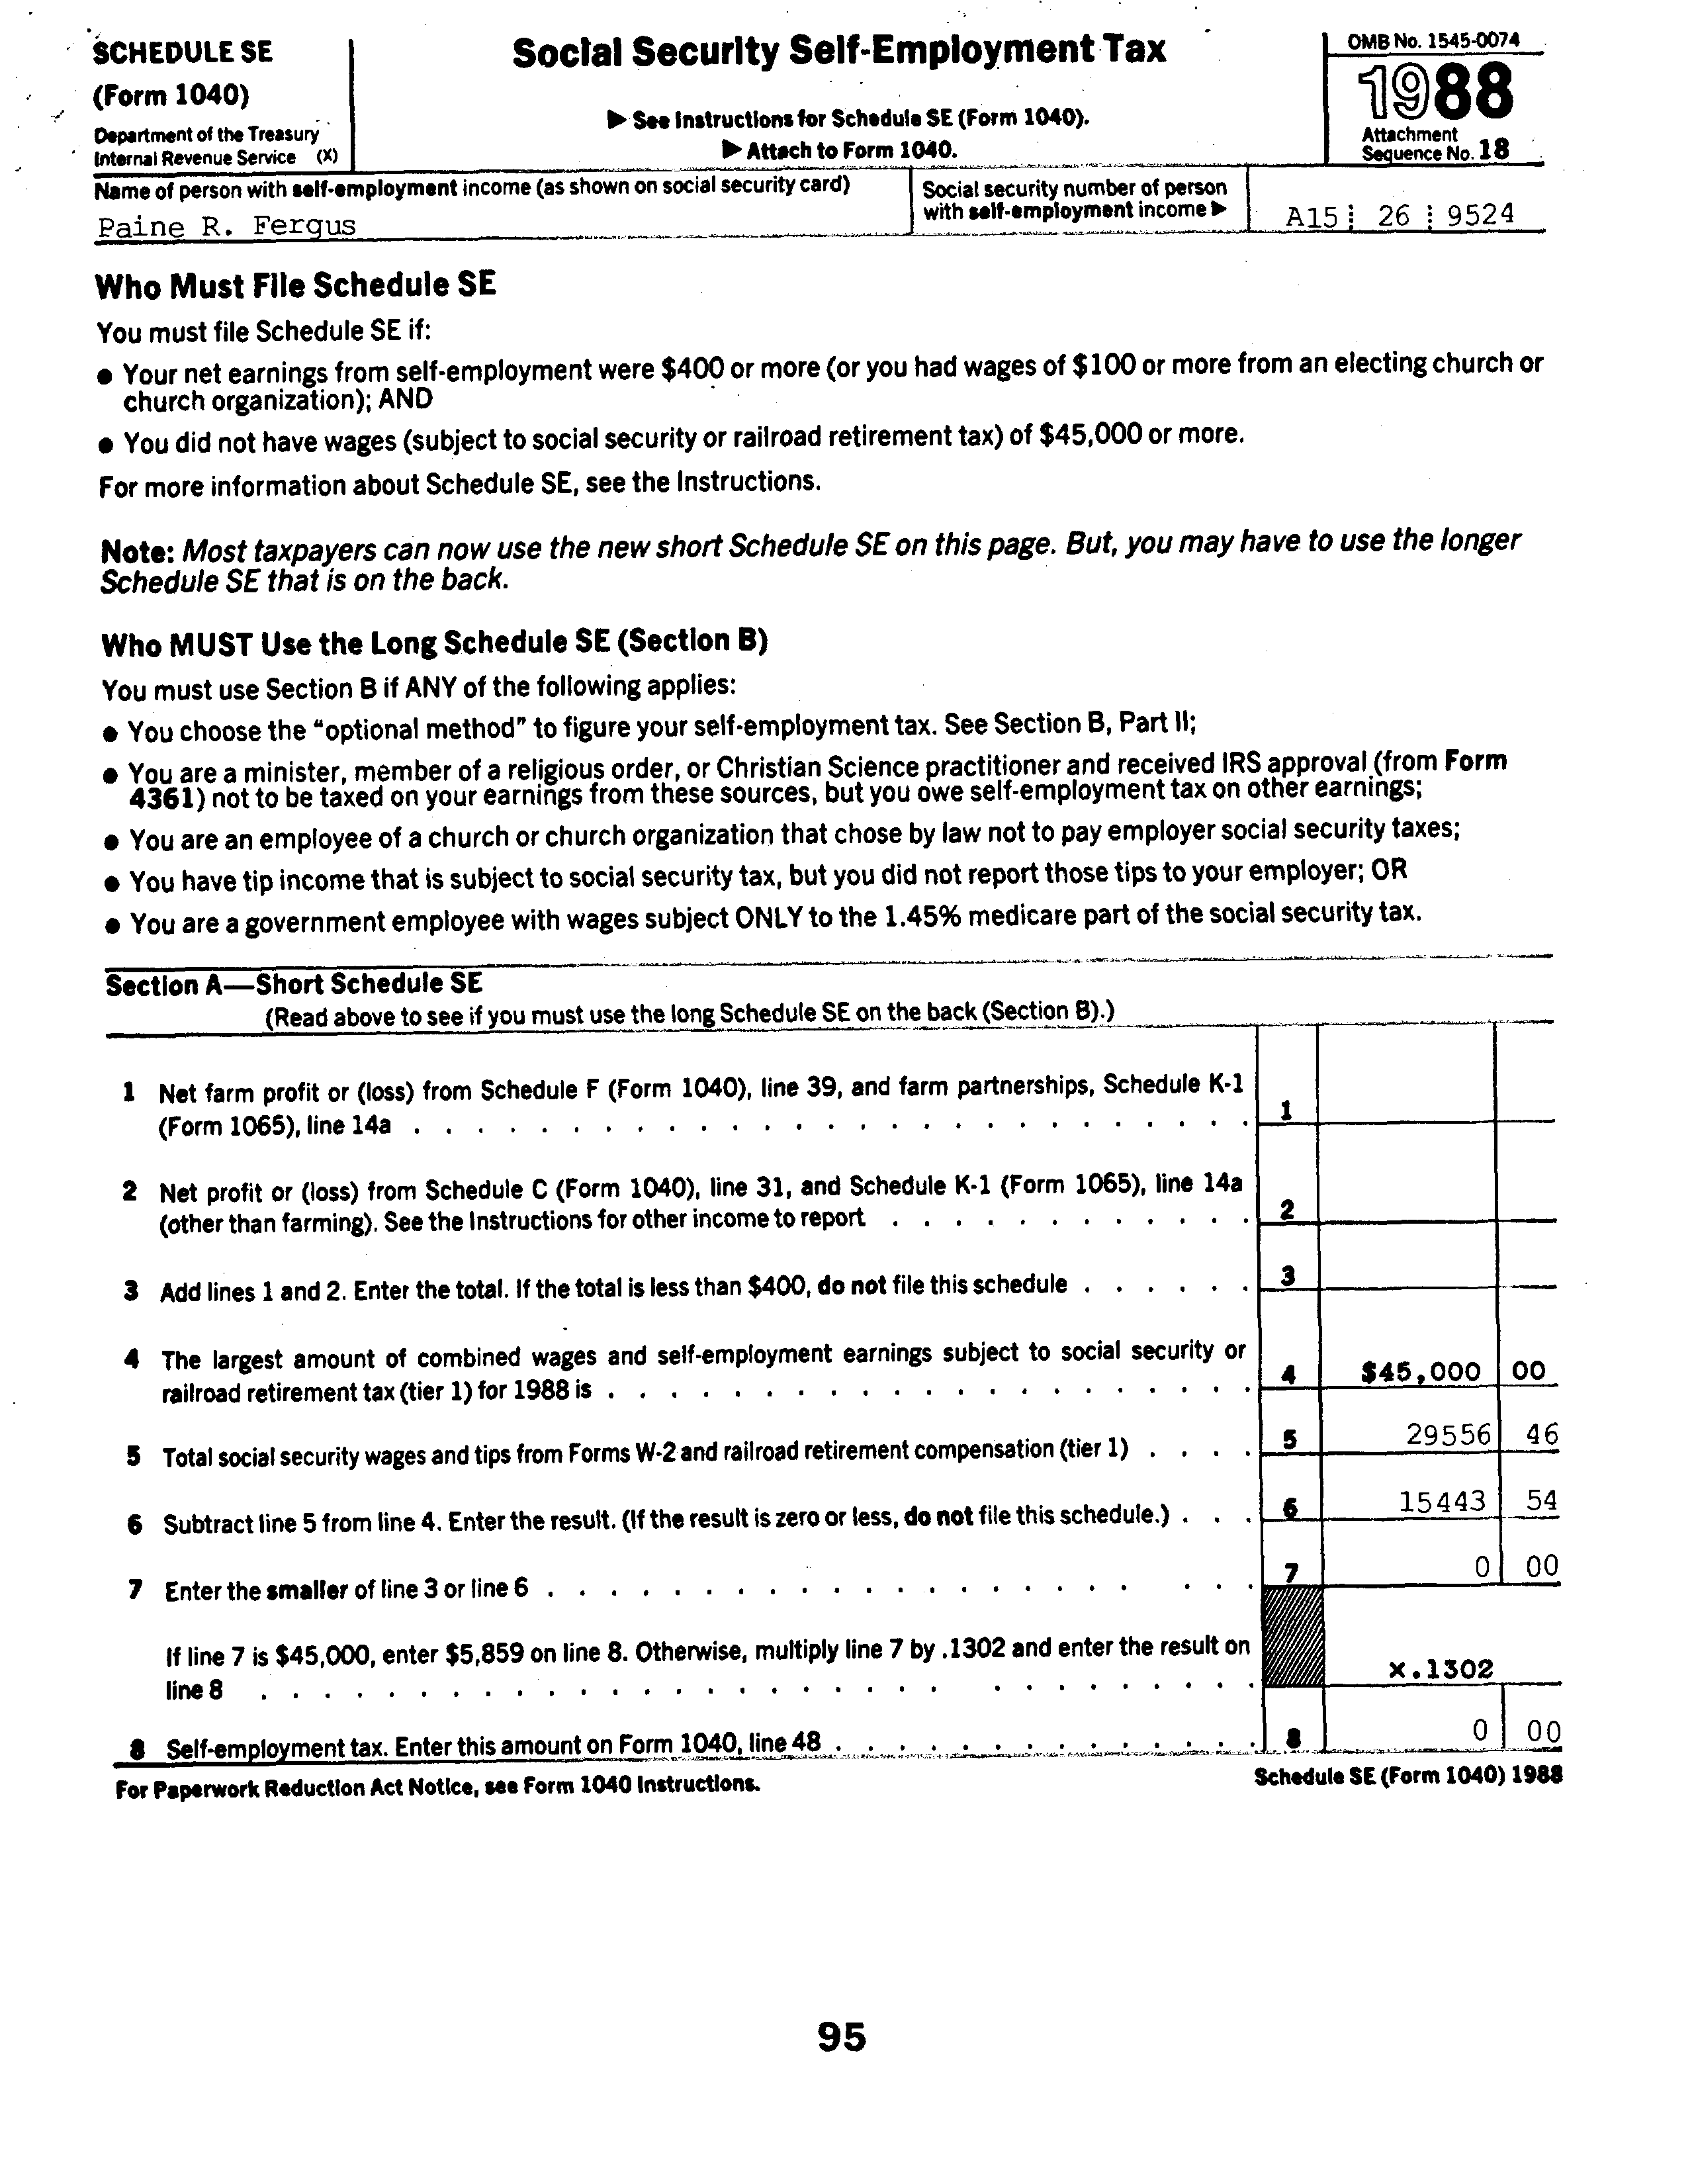 SCHEDULE SE
(Form 1040)
Department of the Treasury
Internal Revenue Service (X)
Social Security Self-Employment Tax
▶ See Instructions for Schedule SE (Form 1040).
▶ Attach to Form 1040.
OMB No. 1545-0074
1988
Attachment
Sequence No. 18
Name of person with self-employment income (as shown on social security card)
Paine R. Fergus
Social security number of person
with self-employment income ▶
A15 26 9524
Who Must File Schedule SE
You must file Schedule SE if:
● Your net earnings from self-employment were $400 or more (or you had wages of $100 or more from an electing church or
church organization); AND
● You did not have wages (subject to social security or railroad retirement tax) of $45,000 or more.
For more information about Schedule SE, see the Instructions.
Note: Most taxpayers can now use the new short Schedule SE on this page. But, you may have to use the longer
Schedule SE that is on the back.
Who MUST Use the Long Schedule SE (Section B)
You must use Section B if ANY of the following applies:
● You choose the “optional method” to figure your self-employment tax. See Section B, Part II;
● You are a minister, member of a religious order, or Christian Science practitioner and received IRS approval (from Form
4361) not to be taxed on your earnings from these sources, but you owe self-employment tax on other earnings;
● You are an employee of a church or church organization that chose by law not to pay employer social security taxes;
● You have tip income that is subject to social security tax, but you did not report those tips to your employer; OR
● You are a government employee with wages subject ONLY to the 1.45% medicare part of the social security tax.
Section A—Short Schedule SE
(Read above to see if you must use the long Schedule SE on the back (Section B).)
1 Net farm profit or (loss) from Schedule F (Form 1040), line 39, and farm partnerships, Schedule K-1
(Form 1065), line 14a . . . . . . . . . . . . . . . . . . . . . . . . . . . 1
2 Net profit or (loss) from Schedule C (Form 1040), line 31, and Schedule K-1 (Form 1065), line 14a
(other than farming). See the Instructions for other income to report . . . . . . . . . . . . 2
3 Add lines 1 and 2. Enter the total. If the total is less than $400, do not file this schedule . . . . . . 3
4 The largest amount of combined wages and self-employment earnings subject to social security or
railroad retirement tax (tier 1) for 1988 is . . . . . . . . . . . . . . . . . . . . . 4 $45,000 00
5 Total social security wages and tips from Forms W-2 and railroad retirement compensation (tier 1) . . . . 5 29556 46
6 Subtract line 5 from line 4. Enter the result. (If the result is zero or less, do not file this schedule.) . . . 6 15443 54
7 Enter the smaller of line 3 or line 6 . . . . . . . . . . . . . . . . . . . . . . 7 0 00
If line 7 is $45,000, enter $5,859 on line 8. Otherwise, multiply line 7 by .1302 and enter the result on
line 8 . . . . . . . . . . . . . . . . . . . . . . . . . . . . . . . x.1302
8 Self-employment tax. Enter this amount on Form 1040, line 48 . . . . . . . . . . . . . . 8 0 00
For Paperwork Reduction Act Notice, see Form 1040 Instructions.
Schedule SE (Form 1040) 1988
95